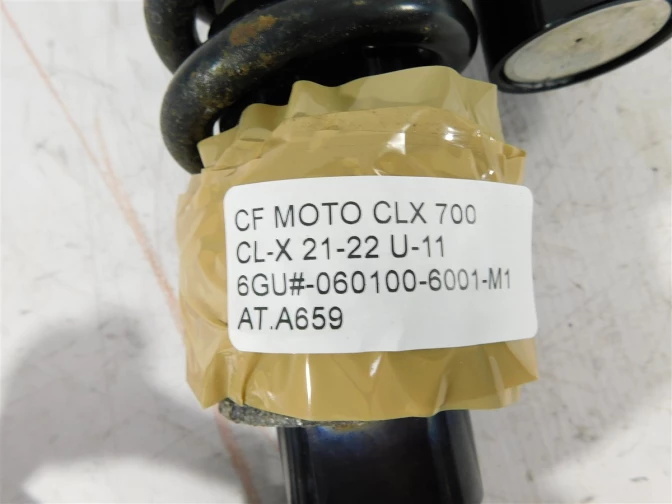 CF MOTO CLX 700
CL-X 21-22 U-11
6GU#-060100-6001-M1
AT.A659